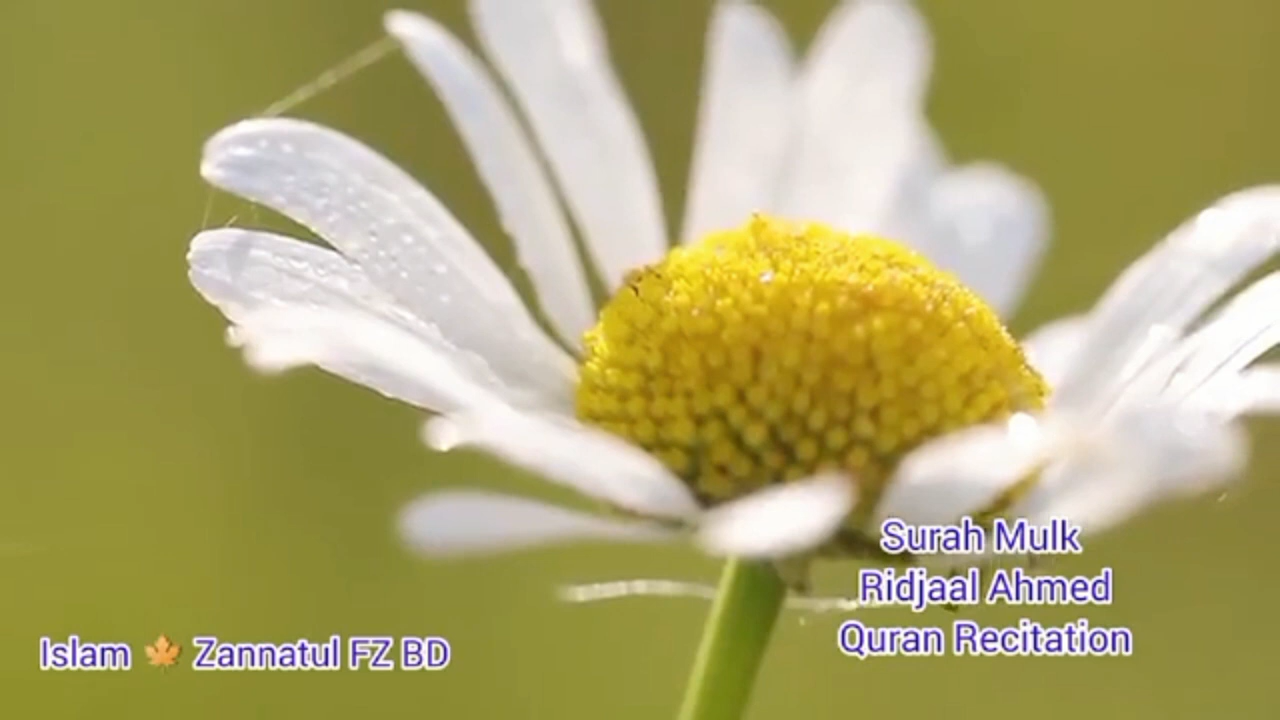 Surah Mulk
Ridjaal Ahmed
Quran Recitation
Islam 🍁 Zannatul FZ BD